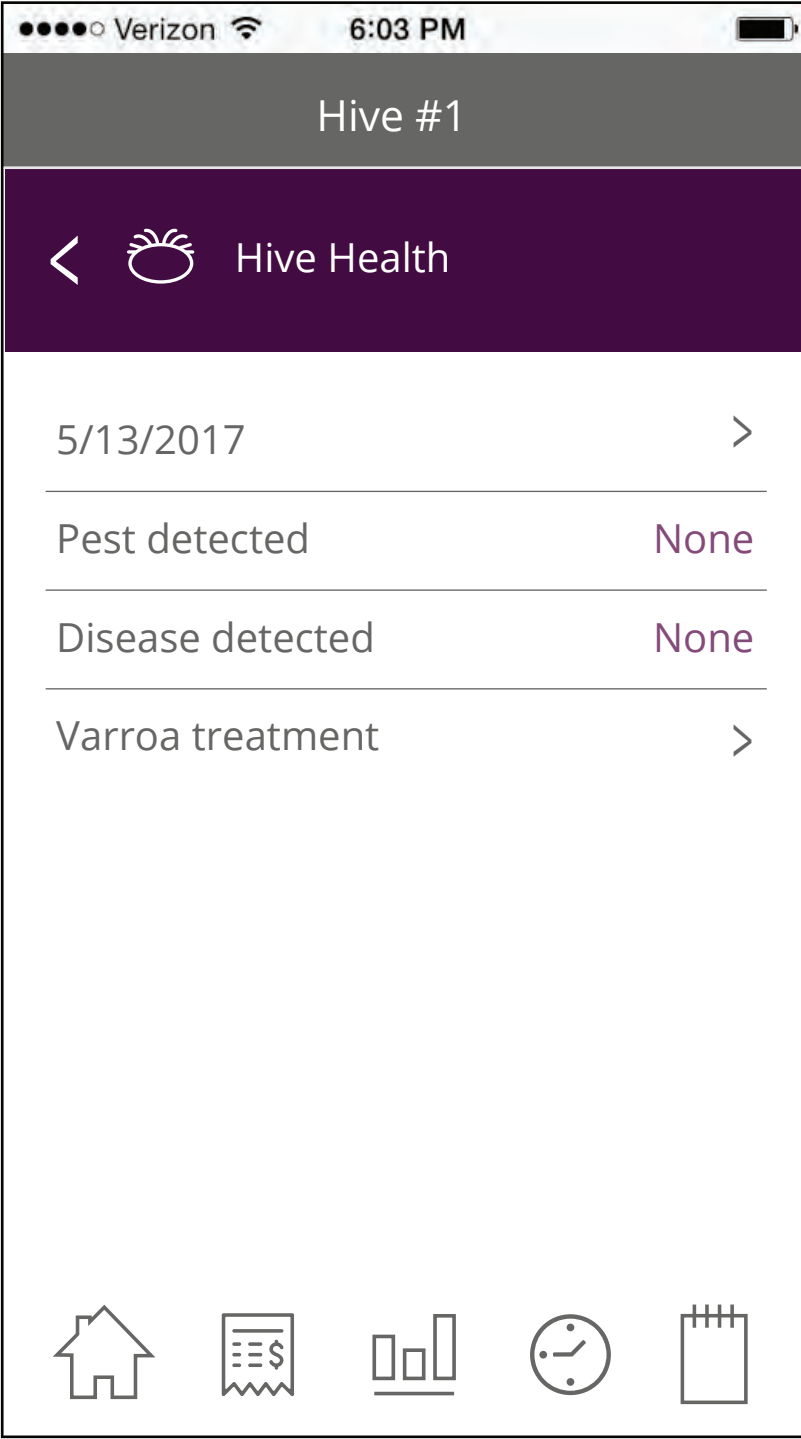 Verizon 6:03 PM
Hive #1
< Hive Health
5/13/2017 >
Pest detected None
Disease detected None
Varroa treatment >
$